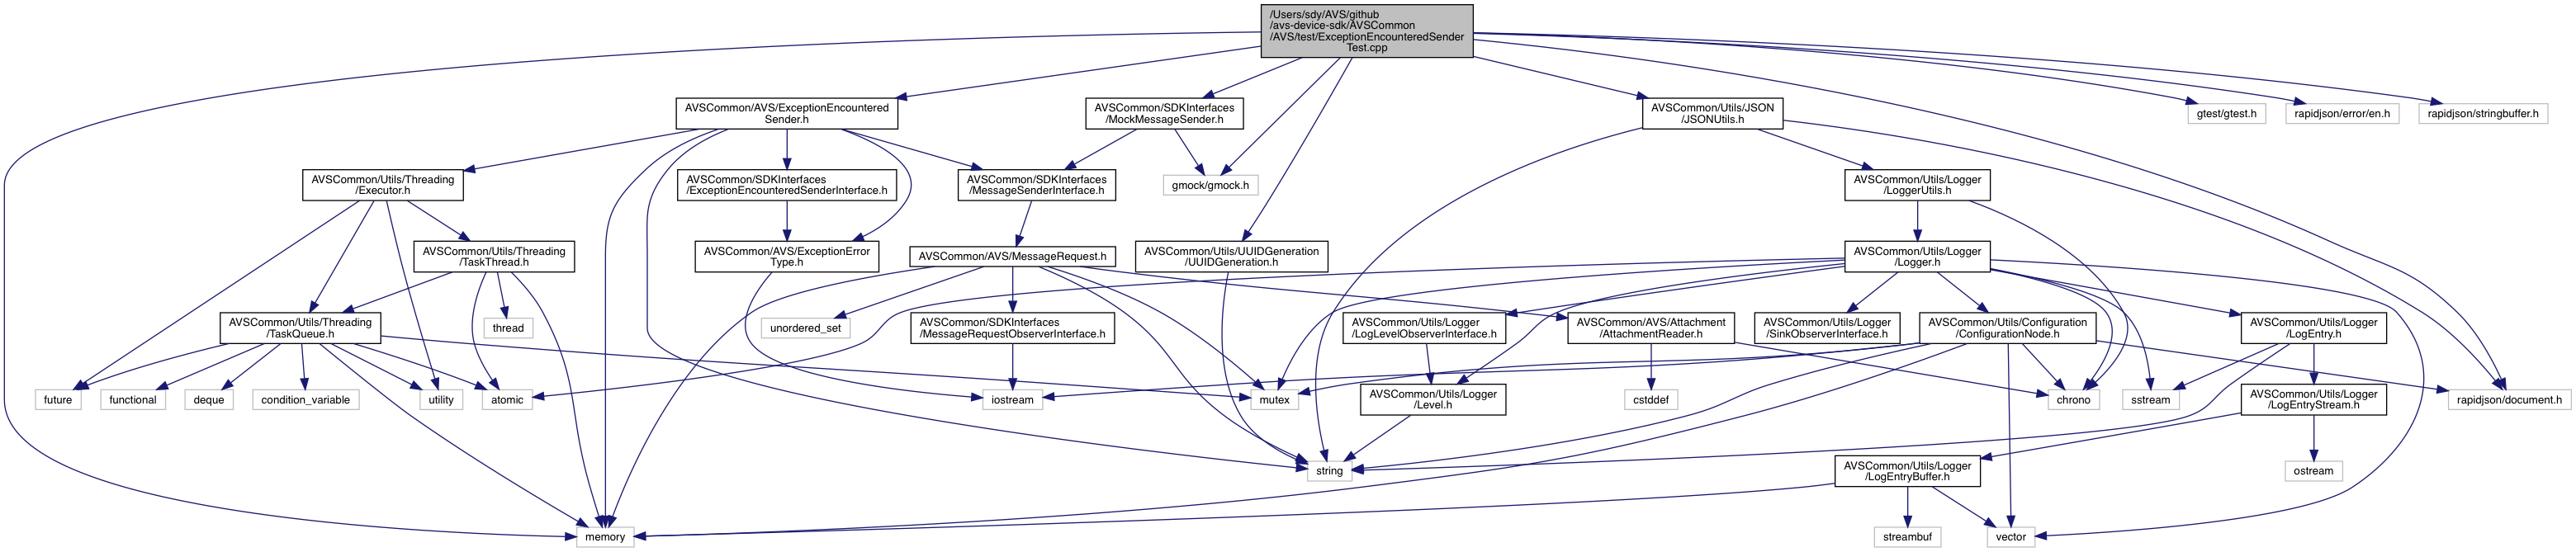 /Users/sdy/AVS/github
/avs-device-sdk/AVSCommon
/AVS/test/ExceptionEncounteredSender
Test.cpp
AVSCommon/AVS/ExceptionEncountered
Sender.h
AVSCommon/SDKInterfaces
/MockMessageSender.h
AVSCommon/Utils/JSON
/JSONUtils.h
gtest/gtest.h
rapidjson/error/en.h
rapidjson/stringbuffer.h
AVSCommon/Utils/Threading
/Executor.h
AVSCommon/SDKInterfaces
/ExceptionEncounteredSenderInterface.h
AVSCommon/SDKInterfaces
/MessageSenderInterface.h
gmock/gmock.h
AVSCommon/Utils/Logger
/LoggerUtils.h
AVSCommon/Utils/Threading
/TaskThread.h
AVSCommon/AVS/ExceptionError
Type.h
AVSCommon/AVS/MessageRequest.h
AVSCommon/Utils/UUIDGeneration
/UUIDGeneration.h
AVSCommon/Utils/Logger
/Logger.h
AVSCommon/Utils/Threading
/TaskQueue.h
thread
unordered_set
AVSCommon/SDKInterfaces
/MessageRequestObserverInterface.h
AVSCommon/Utils/Logger
/LogLevelObserverInterface.h
AVSCommon/AVS/Attachment
/AttachmentReader.h
AVSCommon/Utils/Logger
/SinkObserverInterface.h
AVSCommon/Utils/Configuration
/ConfigurationNode.h
AVSCommon/Utils/Logger
/LogEntry.h
future
functional
deque
condition_variable
utility
atomic
iostream
mutex
AVSCommon/Utils/Logger
/Level.h
cstddef
chrono
sstream
AVSCommon/Utils/Logger
/LogEntryStream.h
rapidjson/document.h
string
AVSCommon/Utils/Logger
/LogEntryBuffer.h
ostream
memory
streambuf
vector